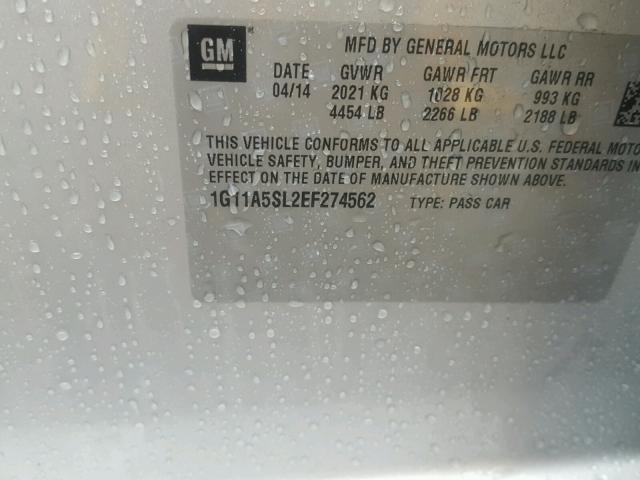 GM
MFD BY GENERAL MOTORS LLC
DATE GVWR GAWR FRT GAWR RR
04/14 2021 KG 1028 KG 993 KG
4454 LB 2266 LB 2188 LB
THIS VEHICLE CONFORMS TO ALL APPLICABLE U.S. FEDERAL MOTO
VEHICLE SAFETY, BUMPER, AND THEFT PREVENTION STANDARDS IN
EFFECT ON THE DATE OF MANUFACTURE SHOWN ABOVE.
1G11A5SL2EF274562 TYPE: PASS CAR